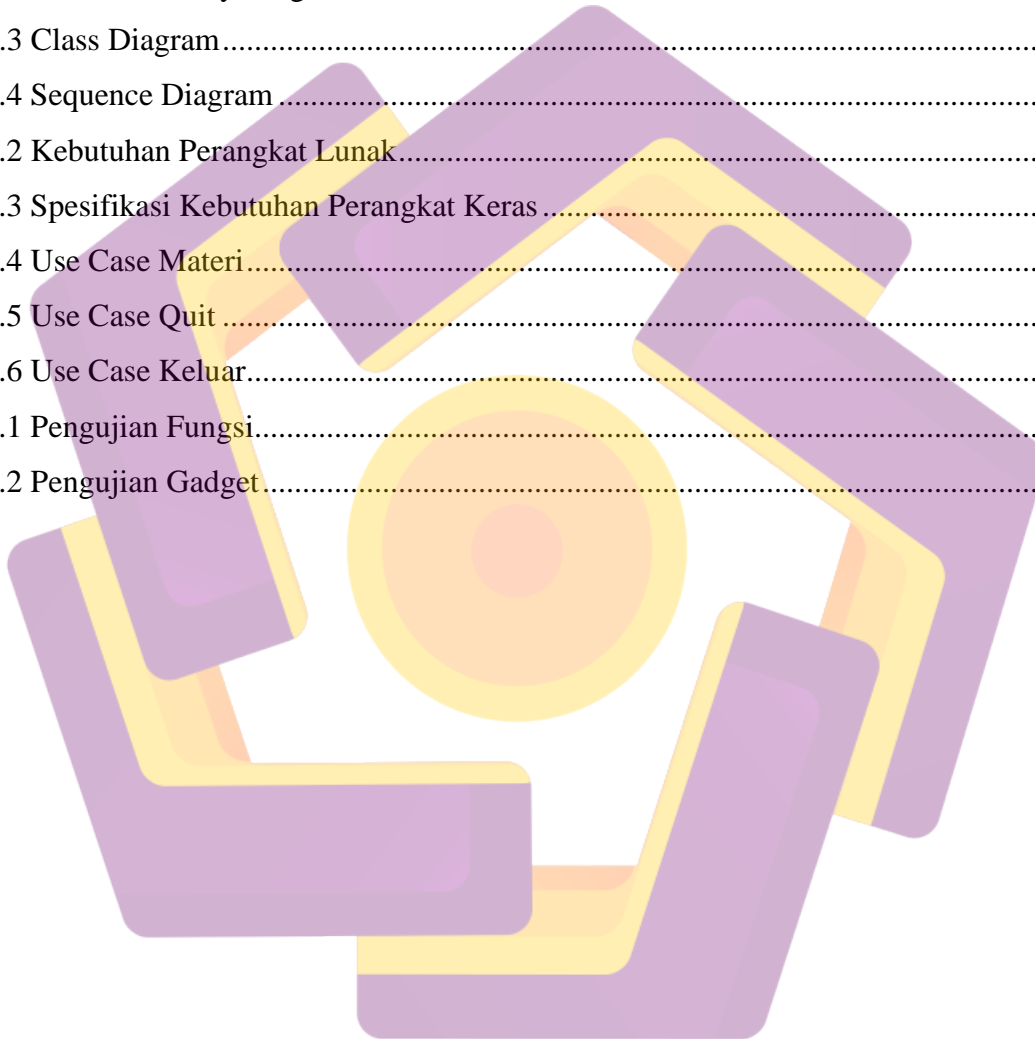 .3 Class Diagram..........................................................................................................
.4 Sequence Diagram..................................................................................................
.2 Kebutuhan Perangkat Lunak...................................................................................
.3 Spesifikasi Kebutuhan Perangkat Keras.................................................................
.4 Use Case Materi.......................................................................................................
.5 Use Case Quit..........................................................................................................
.6 Use Case Keluar.......................................................................................................
.1 Pengujian Fungsi......................................................................................................
.2 Pengujian Gadget.....................................................................................................